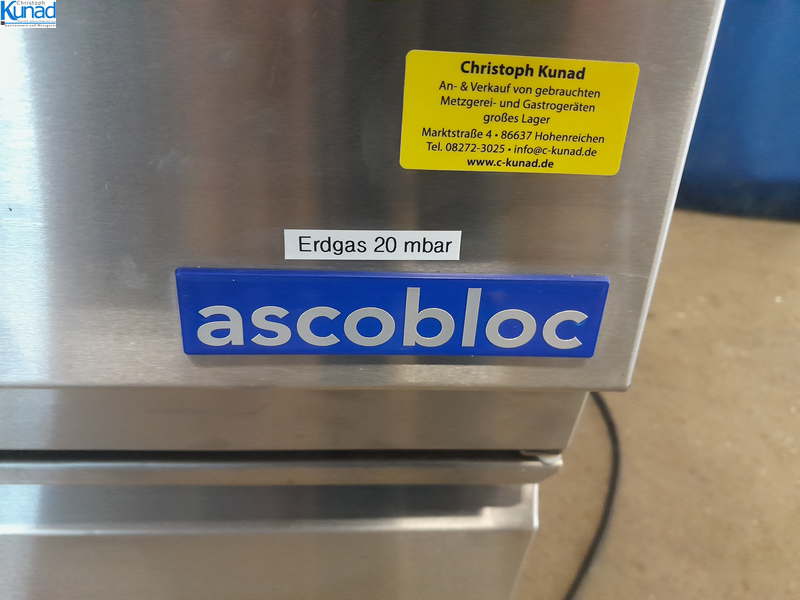 Christoph
Kunad
Christoph Kunad
An- & Verkauf von gebrauchten
Metzgerei- und Gastrogeräten
großes Lager
Marktstraße 4 • 86637 Hohenreichen
Tel. 08272-3025 • info@c-kunad.de
www.c-kunad.de
Erdgas 20 mbar
ascobloc